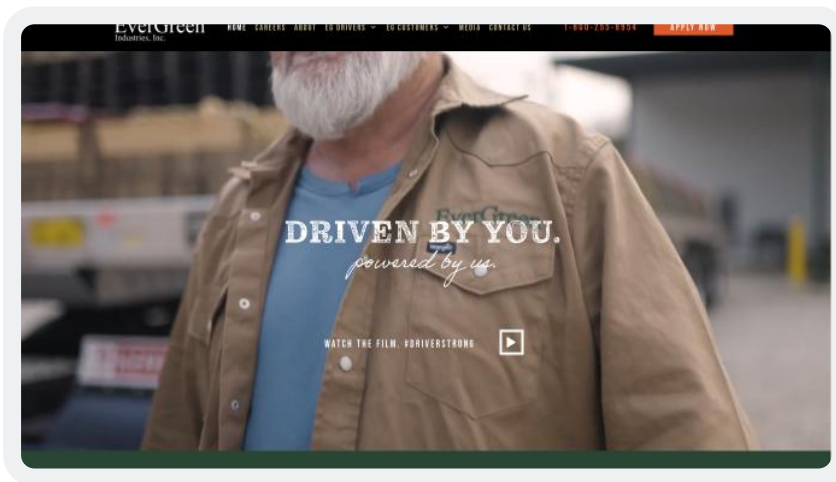 EverGreen
Industries, Inc.
HOME CAREERS ABOUT EG DRIVERS EG CUSTOMERS MEDIA CONTACT US
APPLY NOW
EverGreen
DRIVEN BY YOU.
powered by us.
WATCH THE FILM. #DRIVERSTRONG